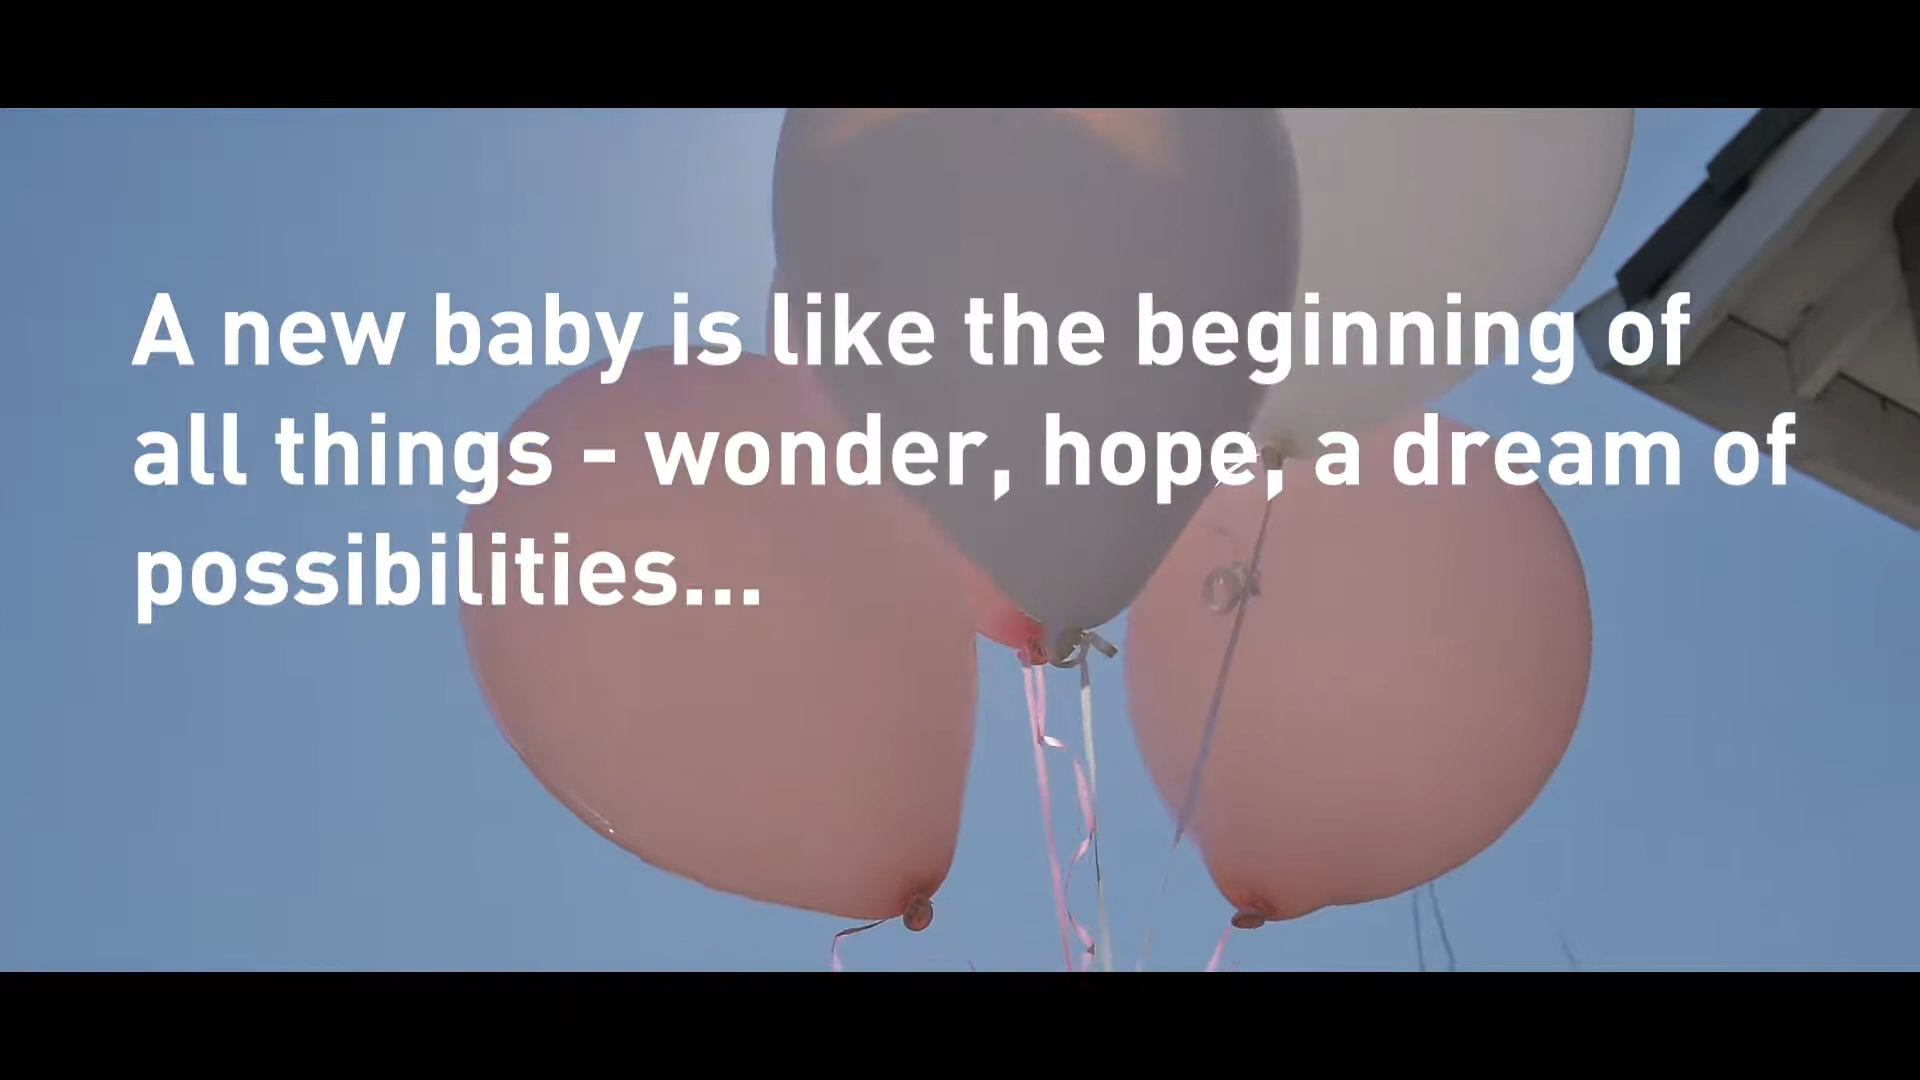 A new baby is like the beginning of
all things - wonder, hope, a dream of
possibilities...